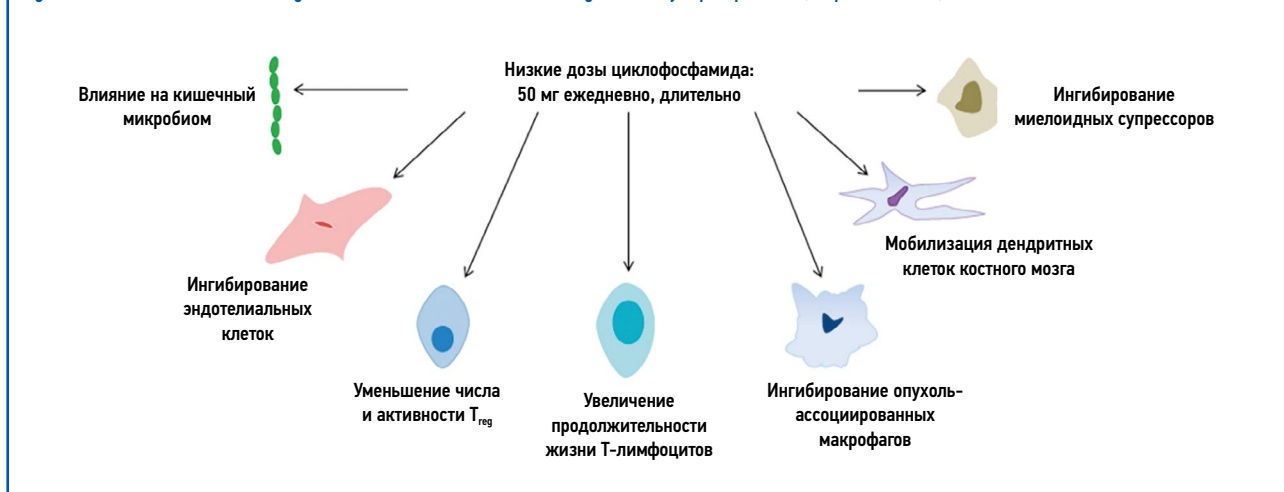 Низкие дозы циклофосфамида:
50 мг ежедневно, длительно
Влияние на кишечный
микробиом
Ингибирование
миелоидных супрессоров
Мобилизация дендритных
клеток костного мозга
Ингибирование
эндотелиальных
клеток
Уменьшение числа
и активности Treg
Увеличение
продолжительности
жизни Т-лимфоцитов
Ингибирование опухоль-
ассоциированных
макрофагов